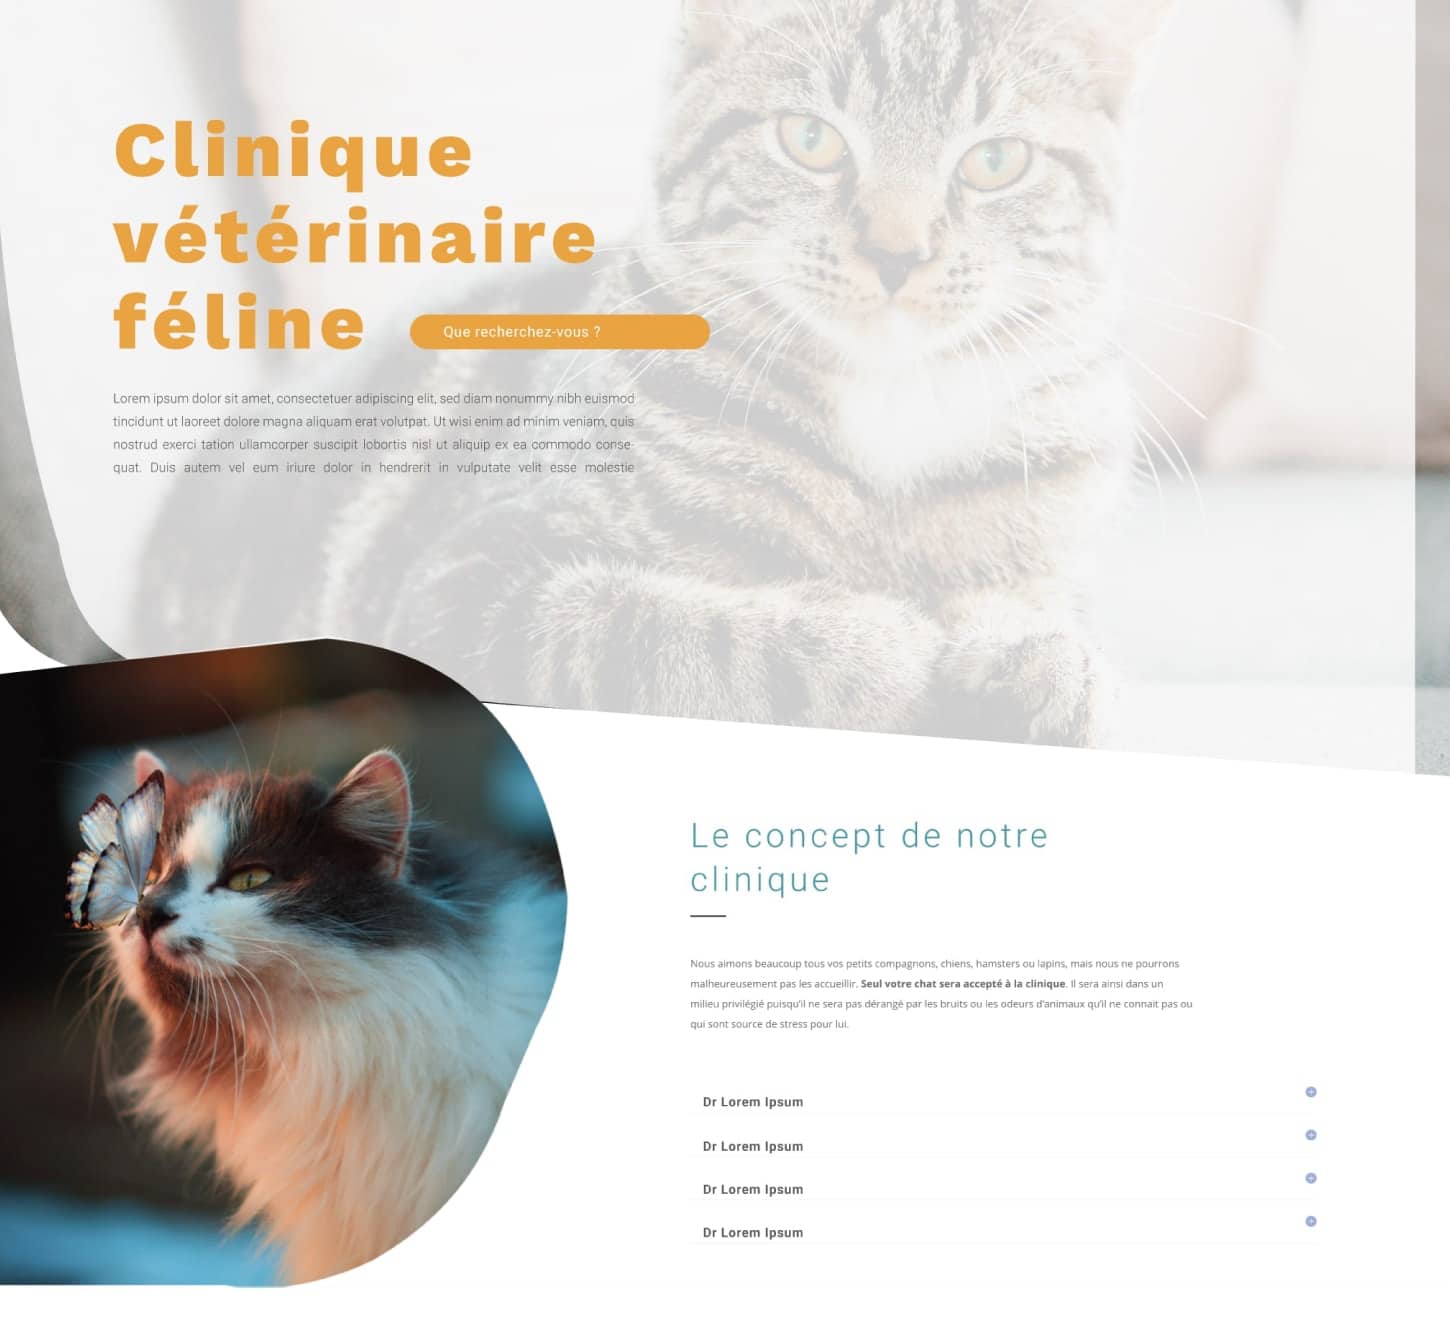 Clinique
vétérinaire
féline
Que recherchez-vous ?
Lorem ipsum dolor sit amet, consectetuer adipiscing elit, sed diam nonummy nibh euismod
tincidunt ut laoreet dolore magna aliquam erat volutpat. Ut wisi enim ad minim veniam, quis
nostrud exerci tation ullamcorper suscipit lobortis nisl ut aliquip ex ea commodo conse-
quat. Duis autem vel eum iriure dolor in hendrerit in vulputate velit esse molestie
Le concept de notre
clinique
Nous aimons beaucoup tous vos petits compagnons, chiens, hamsters ou lapins, mais nous ne pourrons
malheureusement pas les accueillir. Seul votre chat sera accepté à la clinique. Il sera ainsi dans un
milieu privilégié puisqu'il ne sera pas dérangé par les bruits ou les odeurs d'animaux qu'il ne connait pas ou
qui sont source de stress pour lui.
Dr Lorem Ipsum
Dr Lorem Ipsum
Dr Lorem Ipsum
Dr Lorem Ipsum